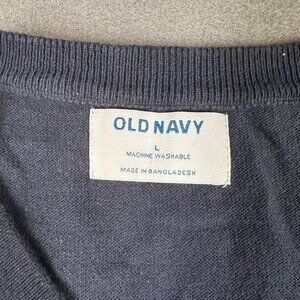 OLD NAVY
L
MACHINE WASHABLE
MADE IN BANGLADESH